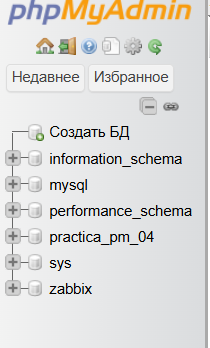 phpMyAdmin
Недавнее Избранное
Создать БД
information_schema
mysql
performance_schema
practica_pm_04
sys
zabbix